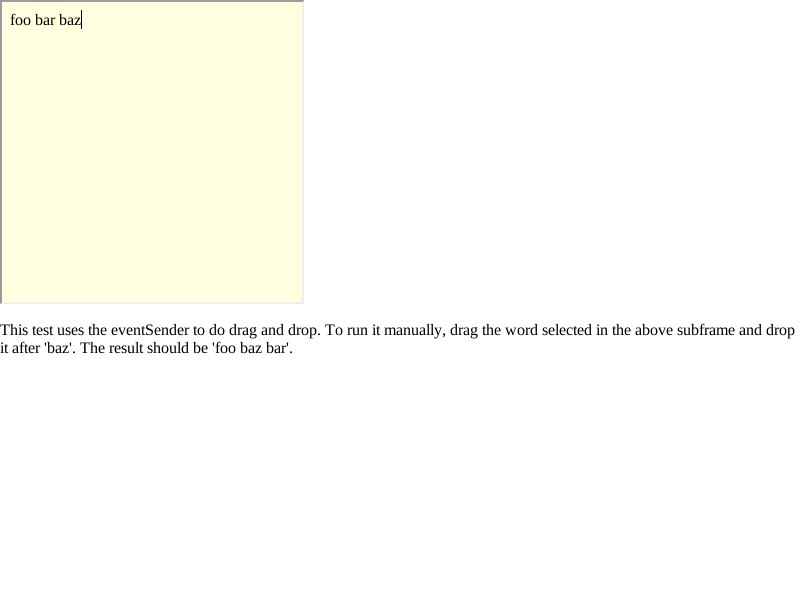 foo bar baz
This test uses the eventSender to do drag and drop. To run it manually, drag the word selected in the above subframe and drop
it after 'baz'. The result should be 'foo baz bar'.